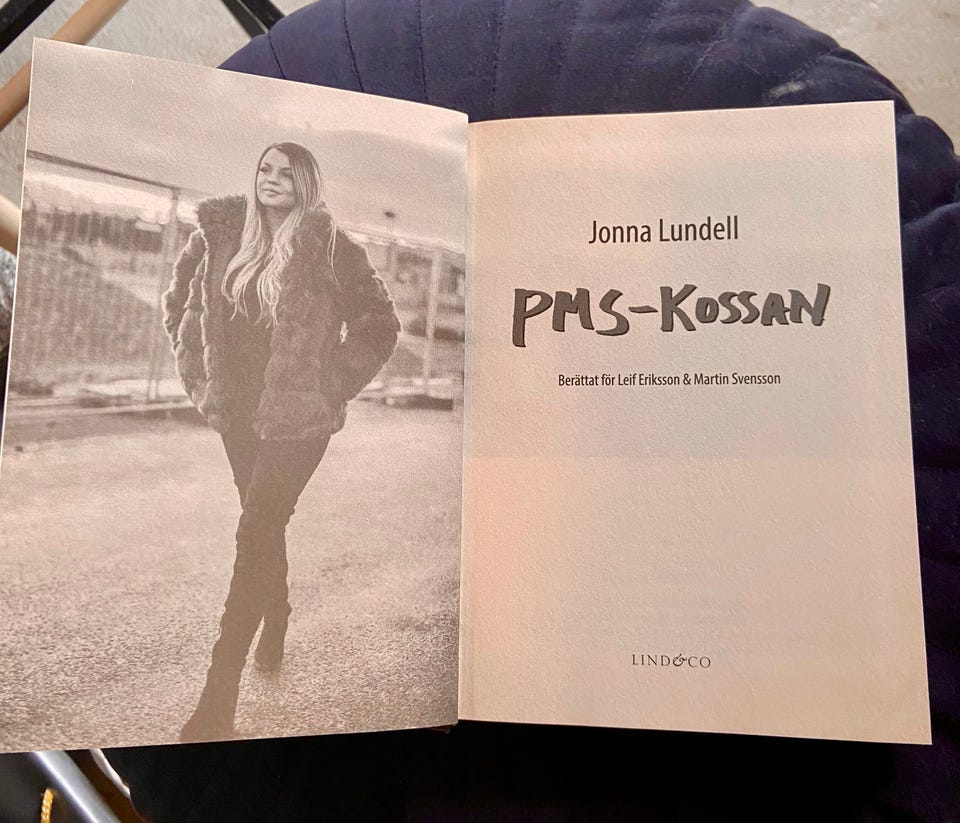 Jonna Lundell
PMS-KOSSAN
Berättat för Leif Eriksson & Martin Svensson
LIND&CO